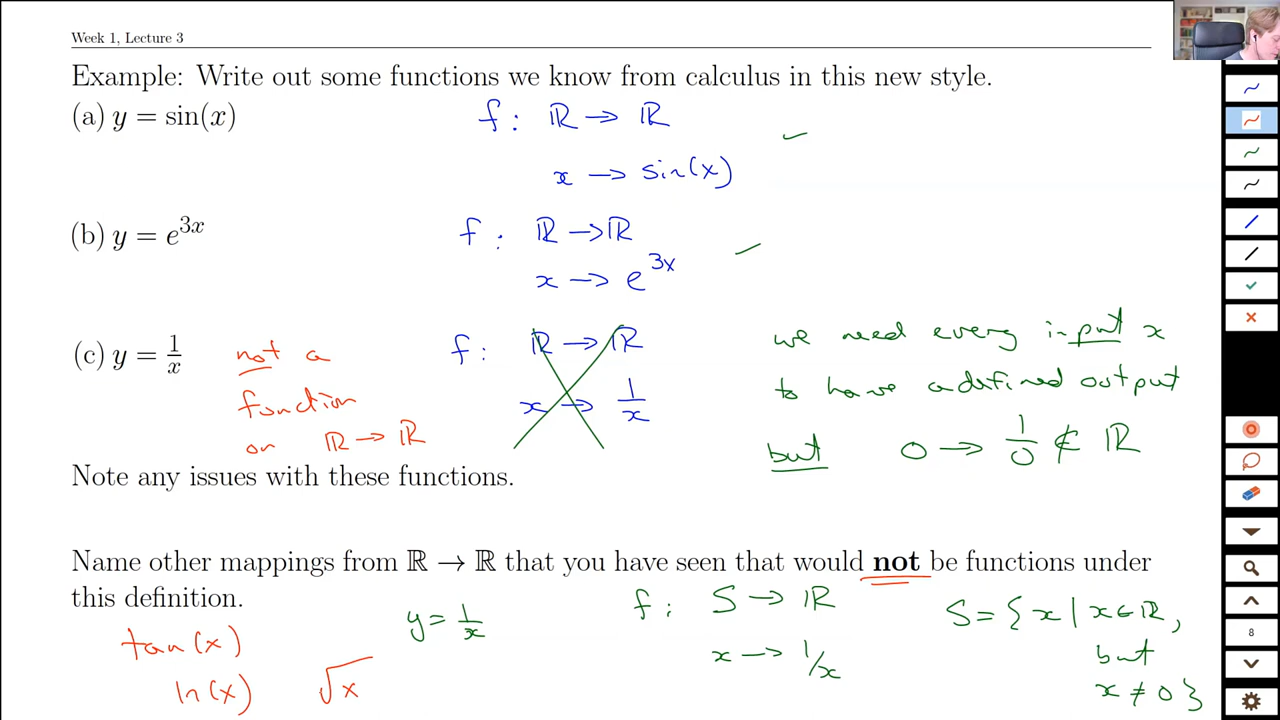 Week 1, Lecture 3
Example: Write out some functions we know from calculus in this new style.
(a) y = sin(x)
f : ℝ → ℝ
x → sin(x)
(b) y = e^{3x}
f : ℝ → ℝ
x → e^{3x}
(c) y = 1/x
not a
function
on ℝ → ℝ
f : ℝ → ℝ
x → 1/x
we need every input x
to have a defined output
but 0 → 1/0 ∉ ℝ
Note any issues with these functions.
Name other mappings from ℝ → ℝ that you have seen that would not be functions under
this definition.
tan(x)
ln(x) √x
y = 1/x
f : S → ℝ
x → 1/x
S = { x | x ∈ ℝ,
but
x ≠ 0 }
8